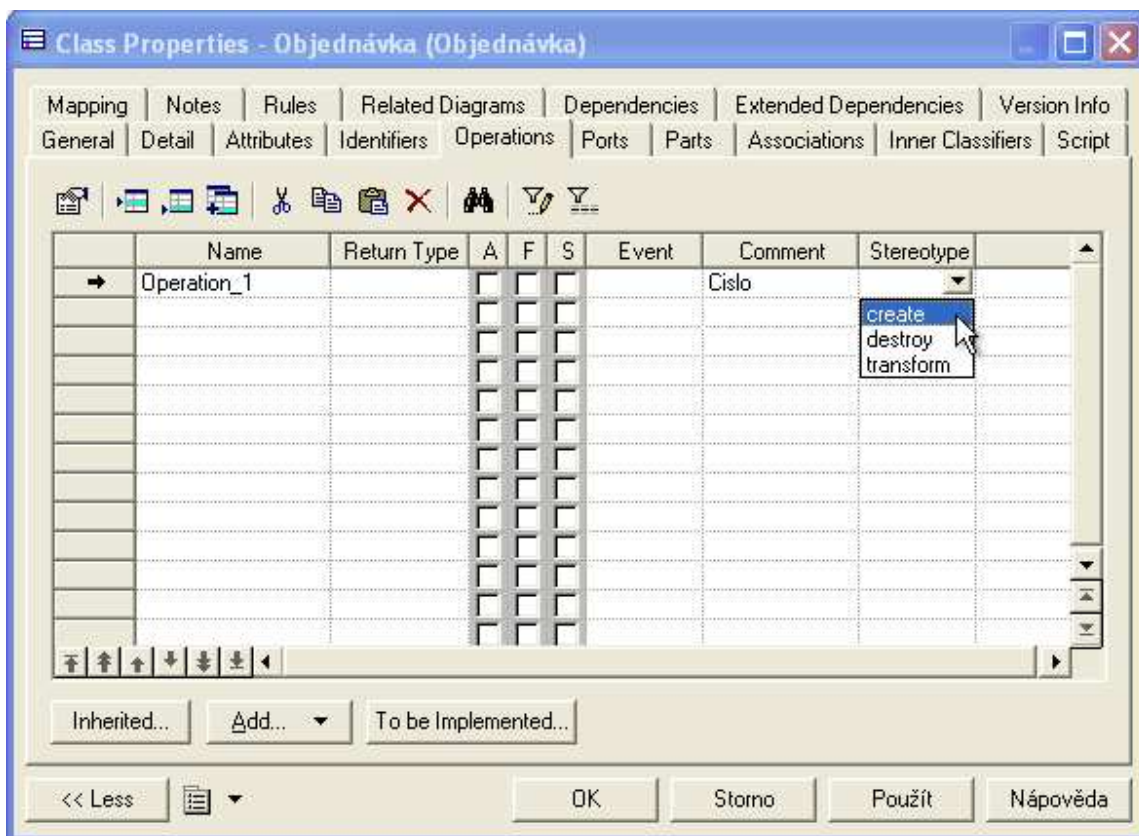 Class Properties - Objednávka (Objednávka)
Mapping Notes Rules Related Diagrams Dependencies Extended Dependencies Version Info
General Detail Attributes Identifiers Operations Ports Parts Associations Inner Classifiers Script
Name Return Type A F S Event Comment Stereotype
Operation_1 Cislo
create
destroy
transform
Inherited... Add... To be Implemented...
<< Less OK Storno Použít Nápověda